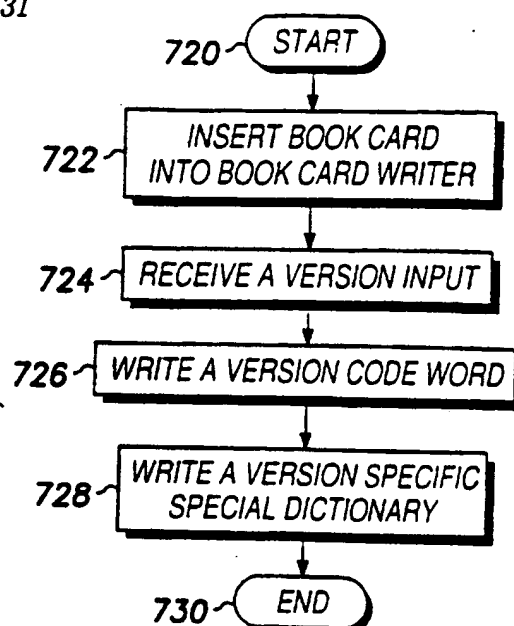 31
720 START
722 INSERT BOOK CARD
INTO BOOK CARD WRITER
724 RECEIVE A VERSION INPUT
726 WRITE A VERSION CODE WORD
728 WRITE A VERSION SPECIFIC
SPECIAL DICTIONARY
730 END